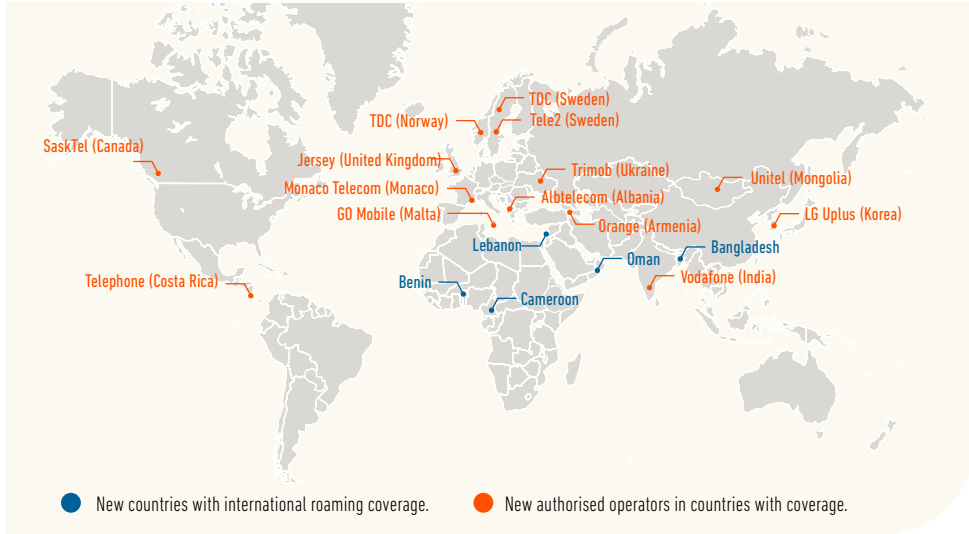 TDC (Sweden)
TDC (Norway)
Tele2 (Sweden)
SaskTel (Canada)
Jersey (United Kingdom)
Trimob (Ukraine)
Unitel (Mongolia)
Monaco Telecom (Monaco)
Albtelecom (Albania)
GO Mobile (Malta)
LG Uplus (Korea)
Orange (Armenia)
Lebanon
Bangladesh
Oman
Vodafone (India)
Telephone (Costa Rica)
Benin
Cameroon
New countries with international roaming coverage.
New authorised operators in countries with coverage.